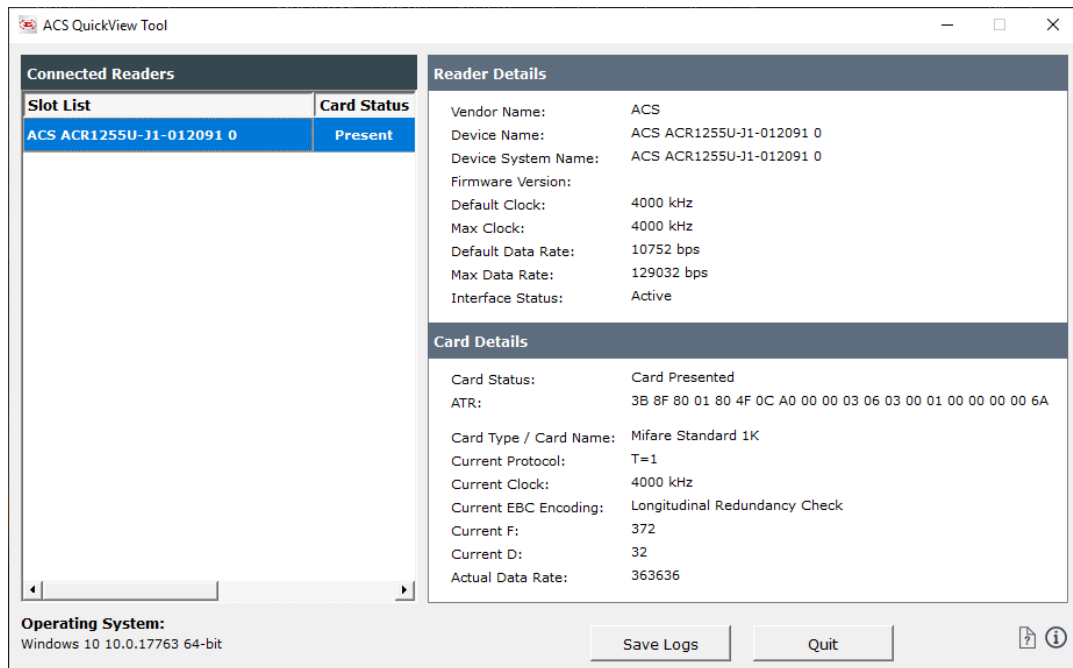 ACS QuickView Tool
Connected Readers
Slot List Card Status
ACS ACR1255U-J1-012091 0 Present
Reader Details
Vendor Name: ACS
Device Name: ACS ACR1255U-J1-012091 0
Device System Name: ACS ACR1255U-J1-012091 0
Firmware Version:
Default Clock: 4000 kHz
Max Clock: 4000 kHz
Default Data Rate: 10752 bps
Max Data Rate: 129032 bps
Interface Status: Active
Card Details
Card Status: Card Presented
ATR: 3B 8F 80 01 80 4F 0C A0 00 00 03 06 03 00 01 00 00 00 00 6A
Card Type / Card Name: Mifare Standard 1K
Current Protocol: T=1
Current Clock: 4000 kHz
Current EBC Encoding: Longitudinal Redundancy Check
Current F: 372
Current D: 32
Actual Data Rate: 363636
Operating System:
Windows 10 10.0.17763 64-bit
Save Logs Quit